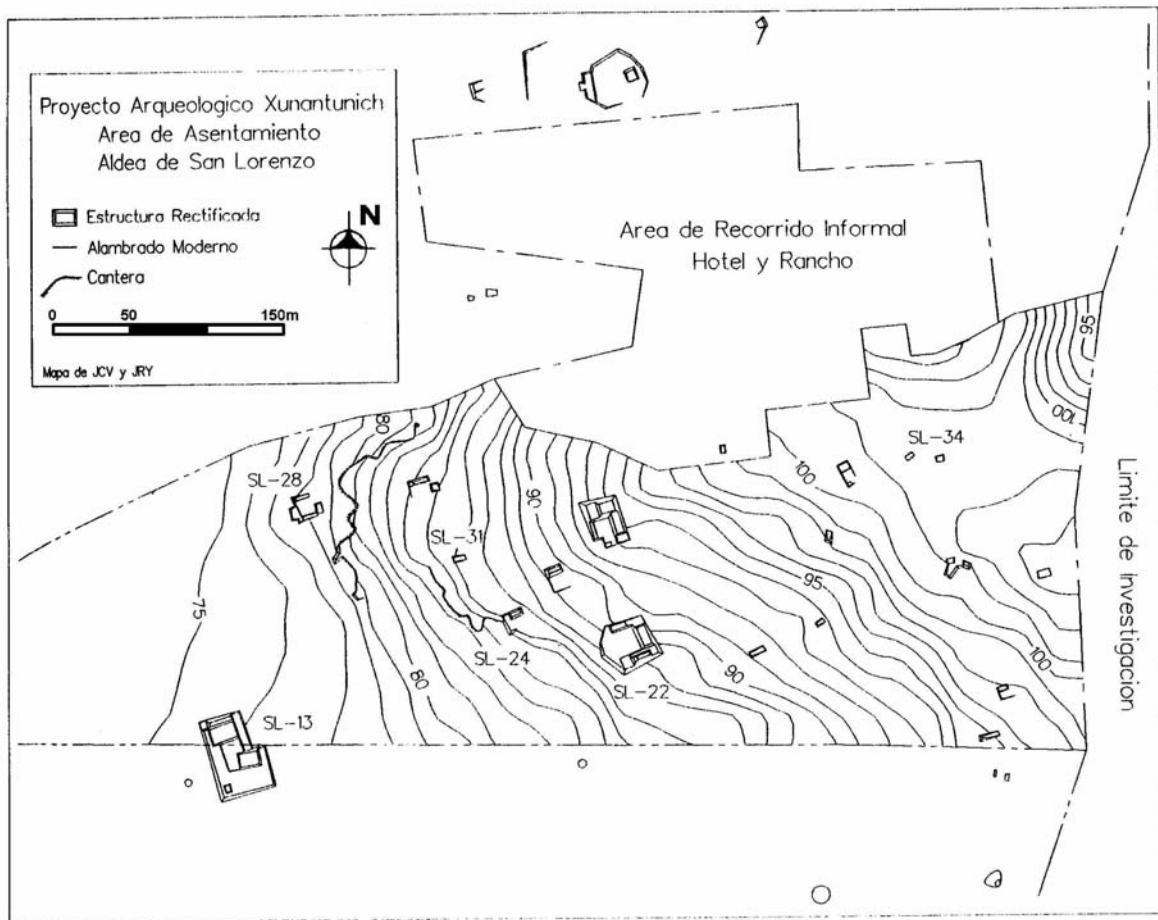 Proyecto Arqueologico Xunantunich
Area de Asentamiento
Aldea de San Lorenzo
Estructura Rectificada
Alambrado Moderno
Cantera
N
0 50 150m
Mapa de JCV y JRY
Area de Recorrido Informal
Hotel y Rancho
95
100
SL-34
100
80
SL-28
90
SL-31
95
75
SL-24
80
SL-22
90
100
SL-13
Limite de Investigacion